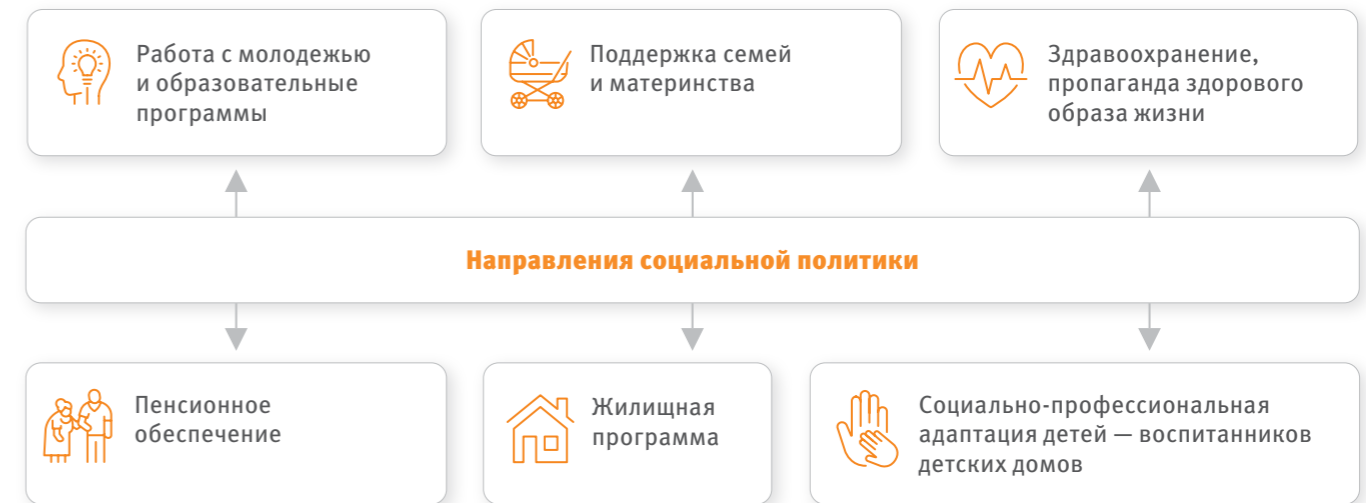 Работа с молодежью
и образовательные
программы
Поддержка семей
и материнства
Здравоохранение,
пропаганда здорового
образа жизни
Направления социальной политики
Пенсионное
обеспечение
Жилищная
программа
Социально-профессиональная
адаптация детей — воспитанников
детских домов